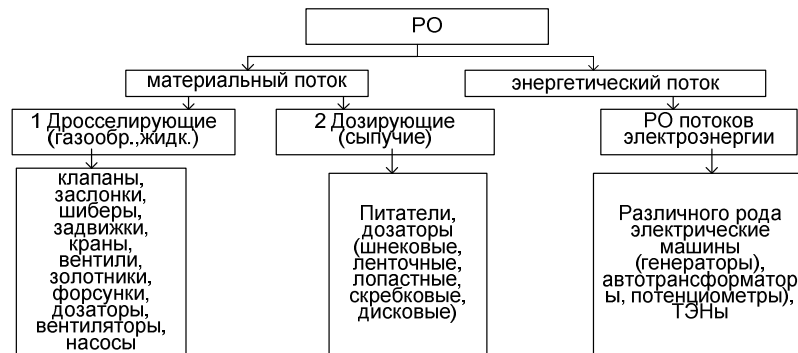 РО
материальный поток
энергетический поток
1 Дросселирующие
(газообр.,жидк.)
2 Дозирующие
(сыпучие)
РО потоков
электроэнергии
клапаны,
заслонки,
шиберы,
задвижки,
краны,
вентили,
золотники,
форсунки,
дозаторы,
вентиляторы,
насосы
Питатели,
дозаторы
(шнековые,
ленточные,
лопастные,
скребковые,
дисковые)
Различного рода
электрические
машины
(генераторы),
автотрансформатор
ы, потенциометры),
ТЭНы